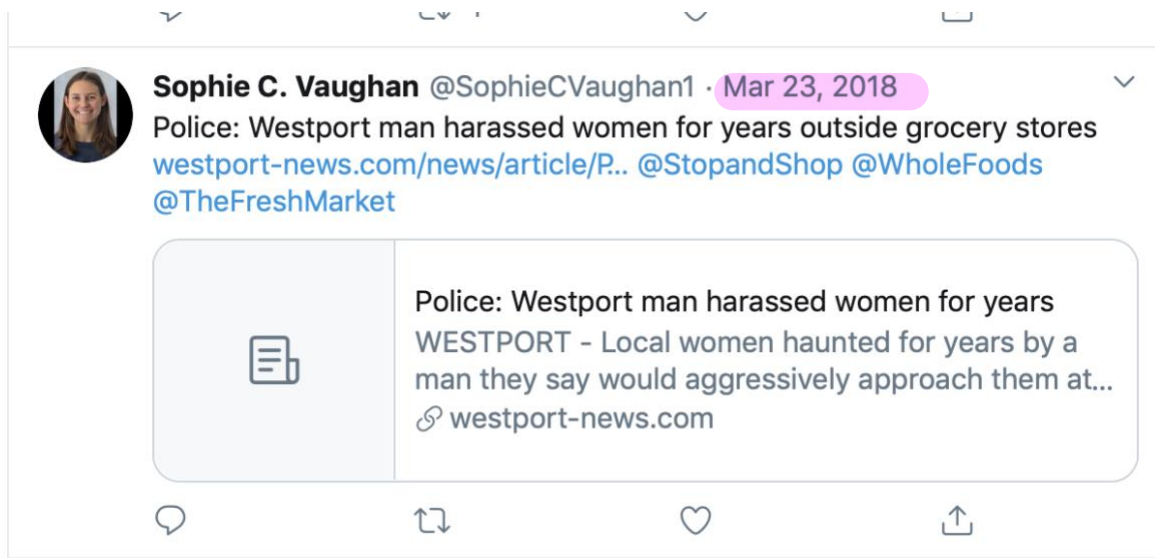 Sophie C. Vaughan @SophieCVaughan1 · Mar 23, 2018
Police: Westport man harassed women for years outside grocery stores
westport-news.com/news/article/P... @StopandShop @WholeFoods
@TheFreshMarket
Police: Westport man harassed women for years
WESTPORT - Local women haunted for years by a
man they say would aggressively approach them at...
westport-news.com